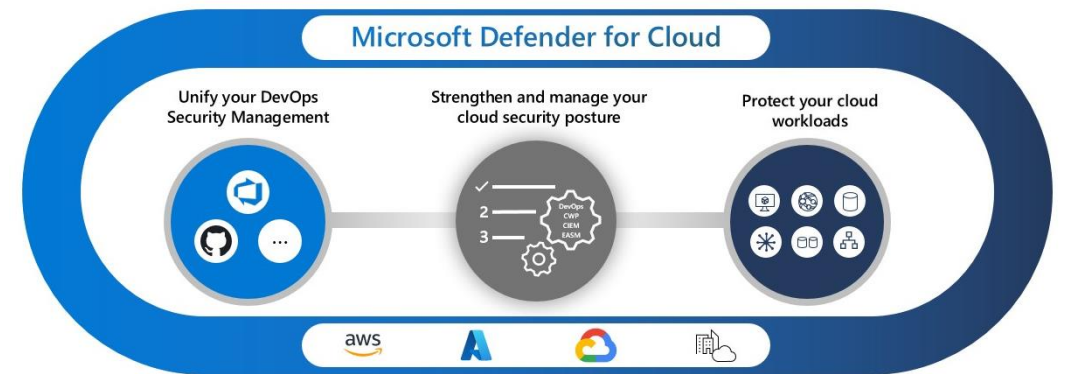 Microsoft Defender for Cloud
Unify your DevOps
Security Management
Strengthen and manage your
cloud security posture
Protect your cloud
workloads
2
3
DevOps
CWP
CIEM
EASM
...
aws